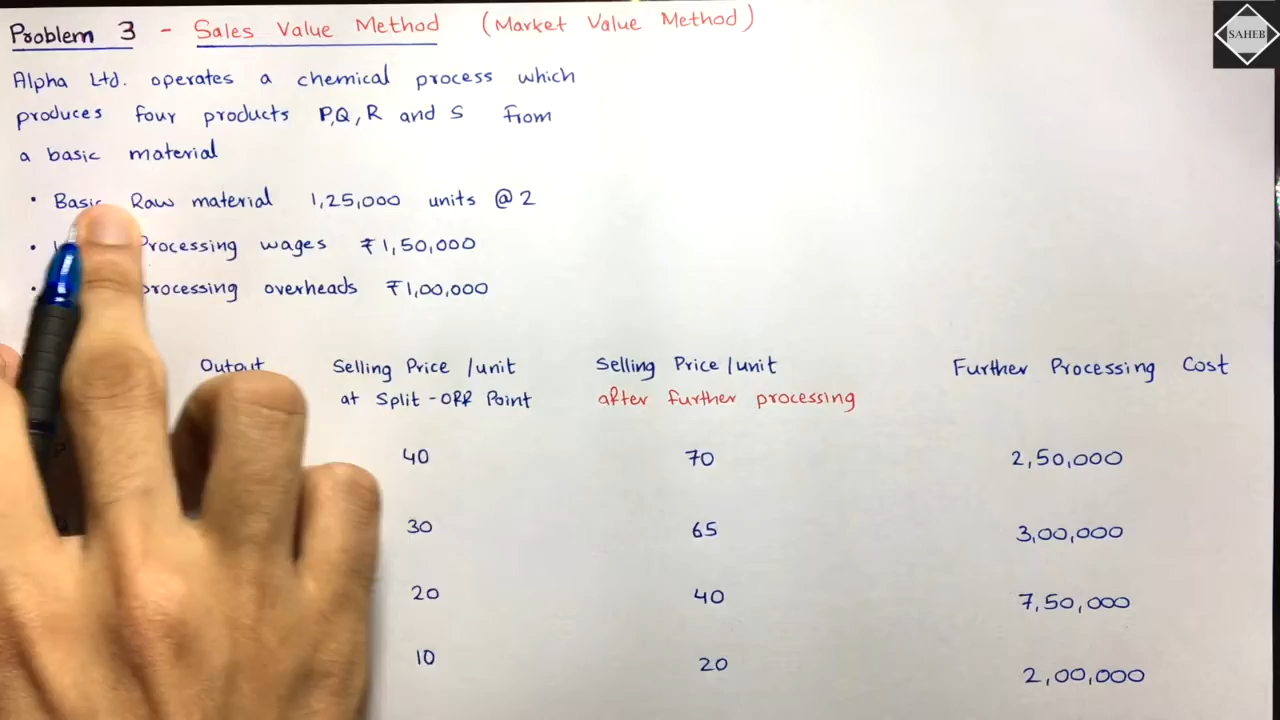 Problem 3 - Sales Value Method (Market Value Method)
SAHEB
Alpha Ltd. operates a chemical process which
produces four products P,Q, R and S from
a basic material
• Basic Raw material 1,25,000 units @ 2
• Processing wages ₹1,50,000
• processing overheads ₹1,00,000
Output Selling Price /unit Selling Price /unit Further Processing Cost
at Split-Off Point after further processing
40 70 2,50,000
30 65 3,00,000
20 40 7,50,000
10 20 2,00,000